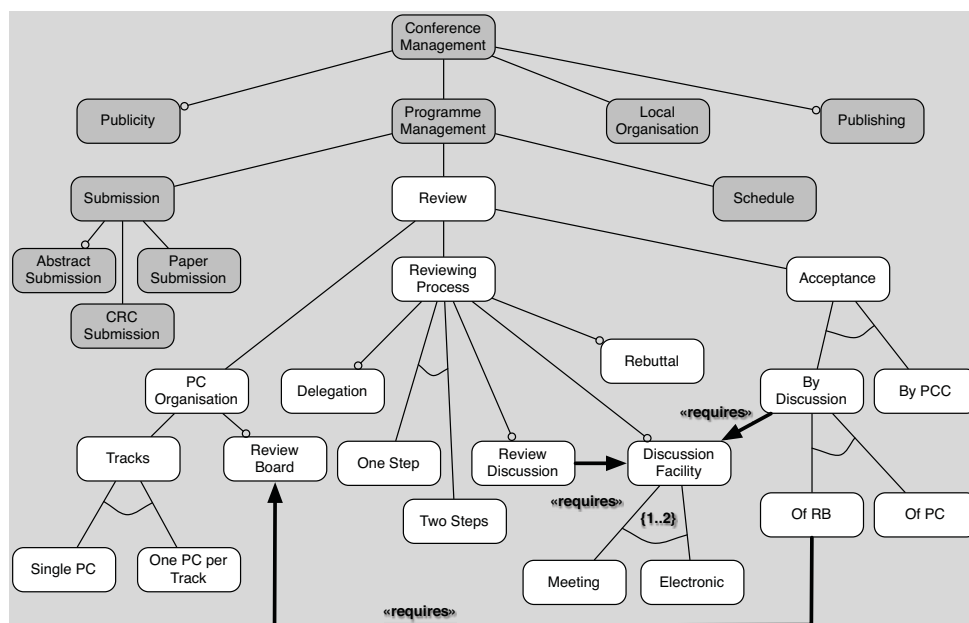 Conference
Management
Publicity
Programme
Management
Local
Organisation
Publishing
Submission
Review
Schedule
Abstract
Submission
Paper
Submission
CRC
Submission
Reviewing
Process
Acceptance
Rebuttal
PC
Organisation
Delegation
By
Discussion
By PCC
«requires»
Tracks
Review
Board
One Step
Review
Discussion
Discussion
Facility
«requires»
{1..2}
Two Steps
Of RB
Of PC
Single PC
One PC per
Track
Meeting
Electronic
«requires»